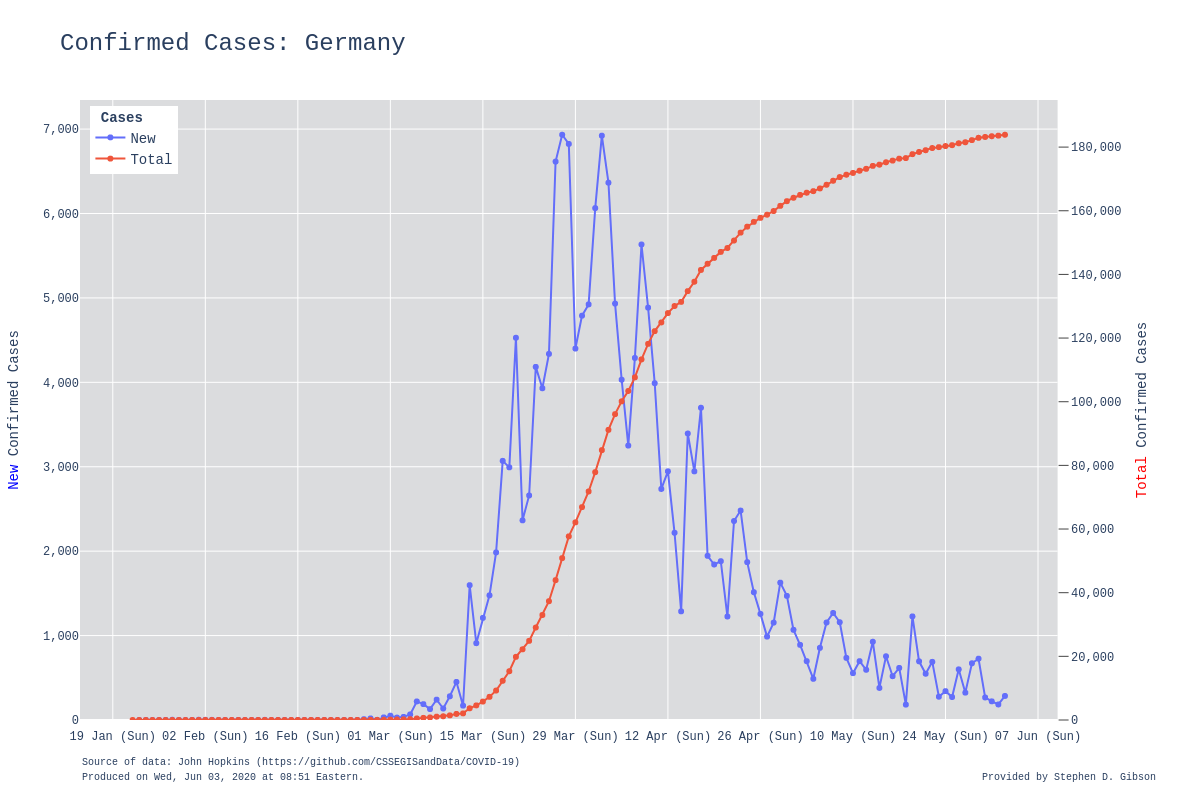 Confirmed Cases: Germany
Cases
New
Total
7,000
6,000
5,000
4,000
3,000
2,000
1,000
0
New Confirmed Cases
180,000
160,000
140,000
120,000
100,000
80,000
60,000
40,000
20,000
0
Total Confirmed Cases
19 Jan (Sun) 02 Feb (Sun) 16 Feb (Sun) 01 Mar (Sun) 15 Mar (Sun) 29 Mar (Sun) 12 Apr (Sun) 26 Apr (Sun) 10 May (Sun) 24 May (Sun) 07 Jun (Sun)
Source of data: John Hopkins (https://github.com/CSSEGISandData/COVID-19)
Produced on Wed, Jun 03, 2020 at 08:51 Eastern.
Provided by Stephen D. Gibson